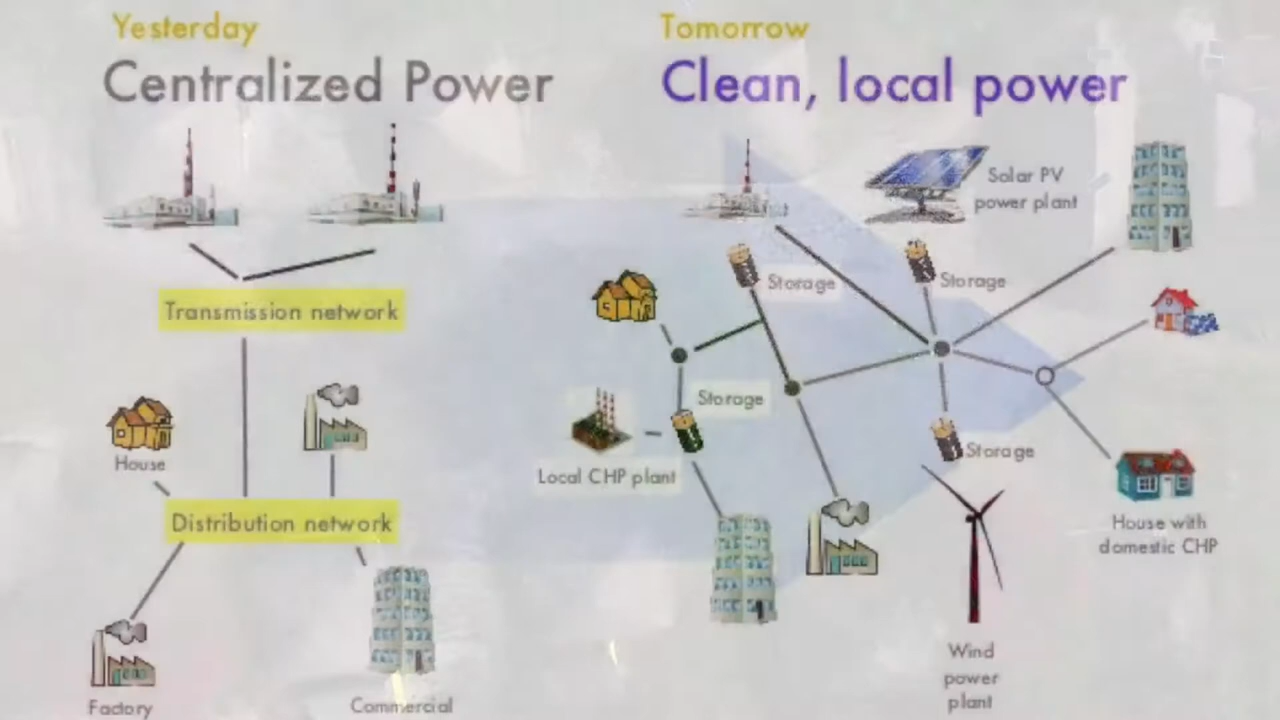 Yesterday
Centralized Power
Transmission network
House
Distribution network
Factory
Commercial
Tomorrow
Clean, local power
Solar PV
power plant
Storage
Storage
Storage
Local CHP plant
Storage
House with
domestic CHP
Wind
power
plant